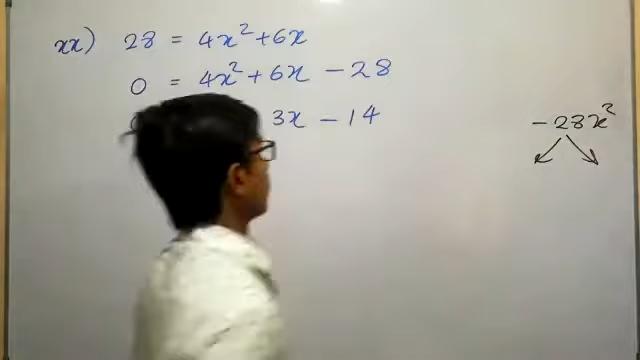 xx) 28 = 4x² + 6x
0 = 4x² + 6x - 28
3x - 14
- 28x²